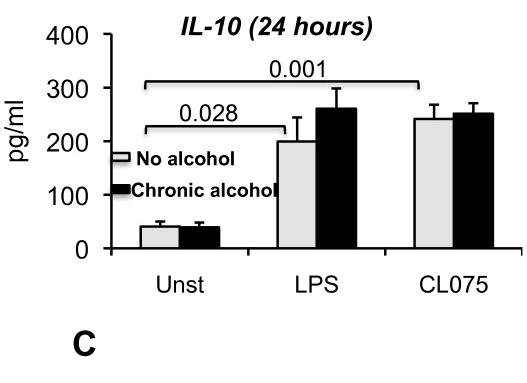 IL-10 (24 hours)
400
300
200
100
0
pg/ml
0.001
0.028
No alcohol
Chronic alcohol
Unst
LPS
CL075
C